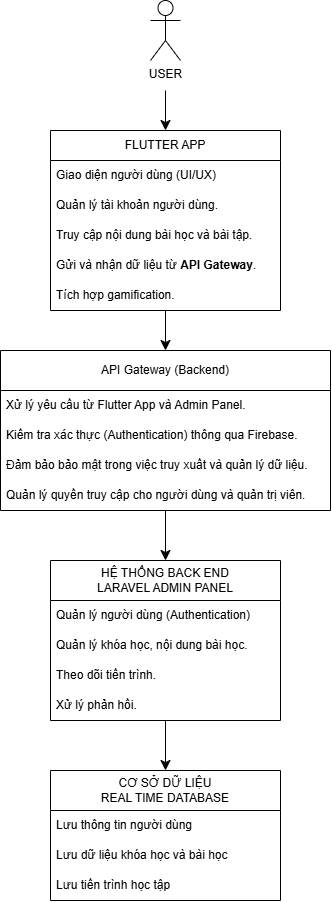 USER
FLUTTER APP
Giao diện người dùng (UI/UX)
Quản lý tài khoản người dùng.
Truy cập nội dung bài học và bài tập.
Gửi và nhận dữ liệu từ API Gateway.
Tích hợp gamification.
API Gateway (Backend)
Xử lý yêu cầu từ Flutter App và Admin Panel.
Kiểm tra xác thực (Authentication) thông qua Firebase.
Đảm bảo bảo mật trong việc truy xuất và quản lý dữ liệu.
Quản lý quyền truy cập cho người dùng và quản trị viên.
HỆ THỐNG BACK END
LARAVEL ADMIN PANEL
Quản lý người dùng (Authentication)
Quản lý khóa học, nội dung bài học.
Theo dõi tiến trình.
Xử lý phản hồi.
CƠ SỞ DỮ LIỆU
REAL TIME DATABASE
Lưu thông tin người dùng
Lưu dữ liệu khóa học và bài học
Lưu tiến trình học tập